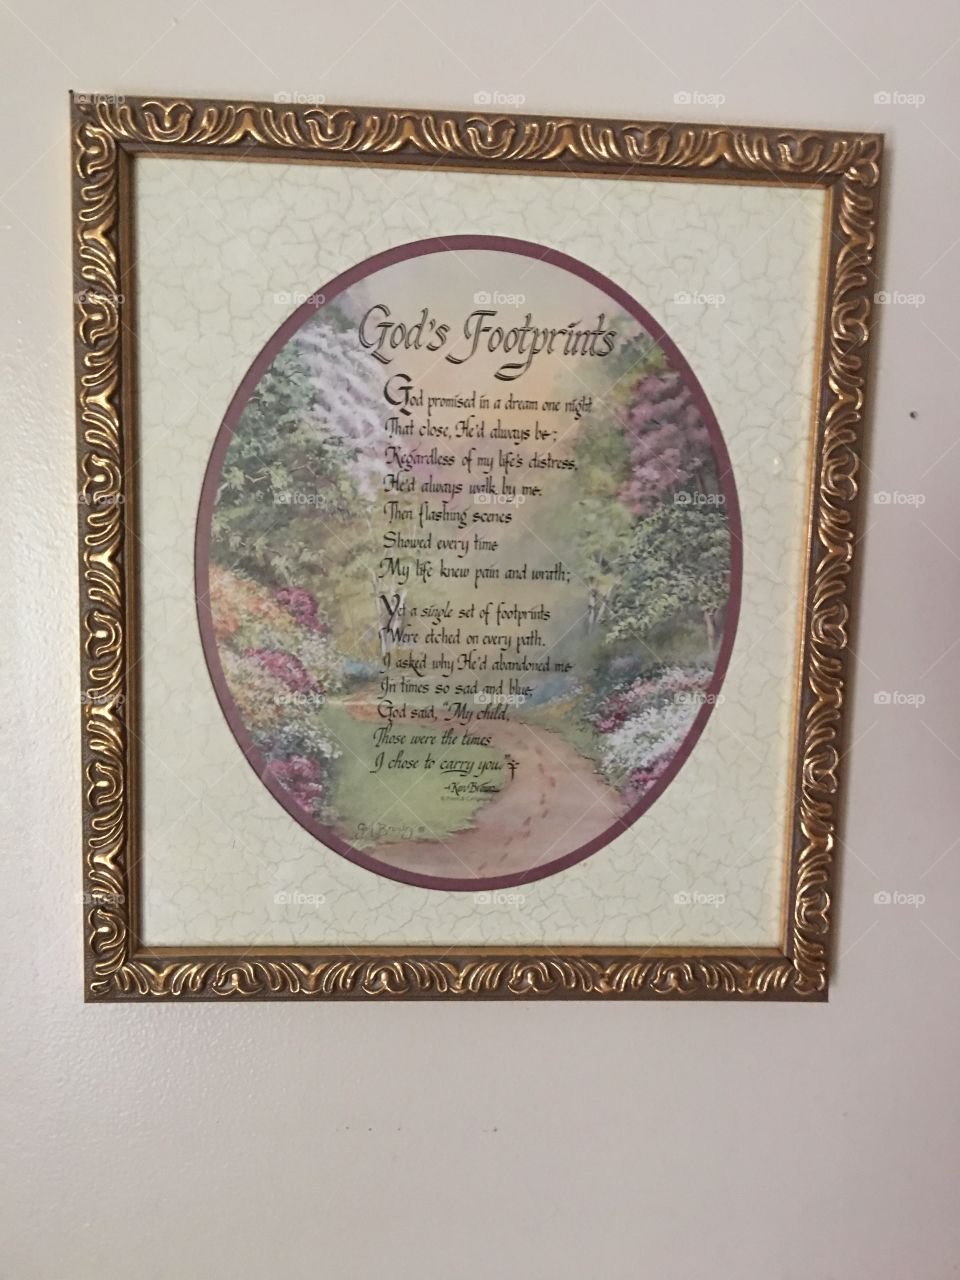 God's Footprints
God promised in a dream one night
That close, He'd always be;
Regardless of my life's distress,
He'd always walk by me.
Then flashing scenes
Showed every time
My life knew pain and wrath;
Yet a single set of footprints
Were etched on every path.
I asked why He'd abandoned me
In times so sad and blue,
God said, "My child,
Those were the times
I chose to carry you."
foap